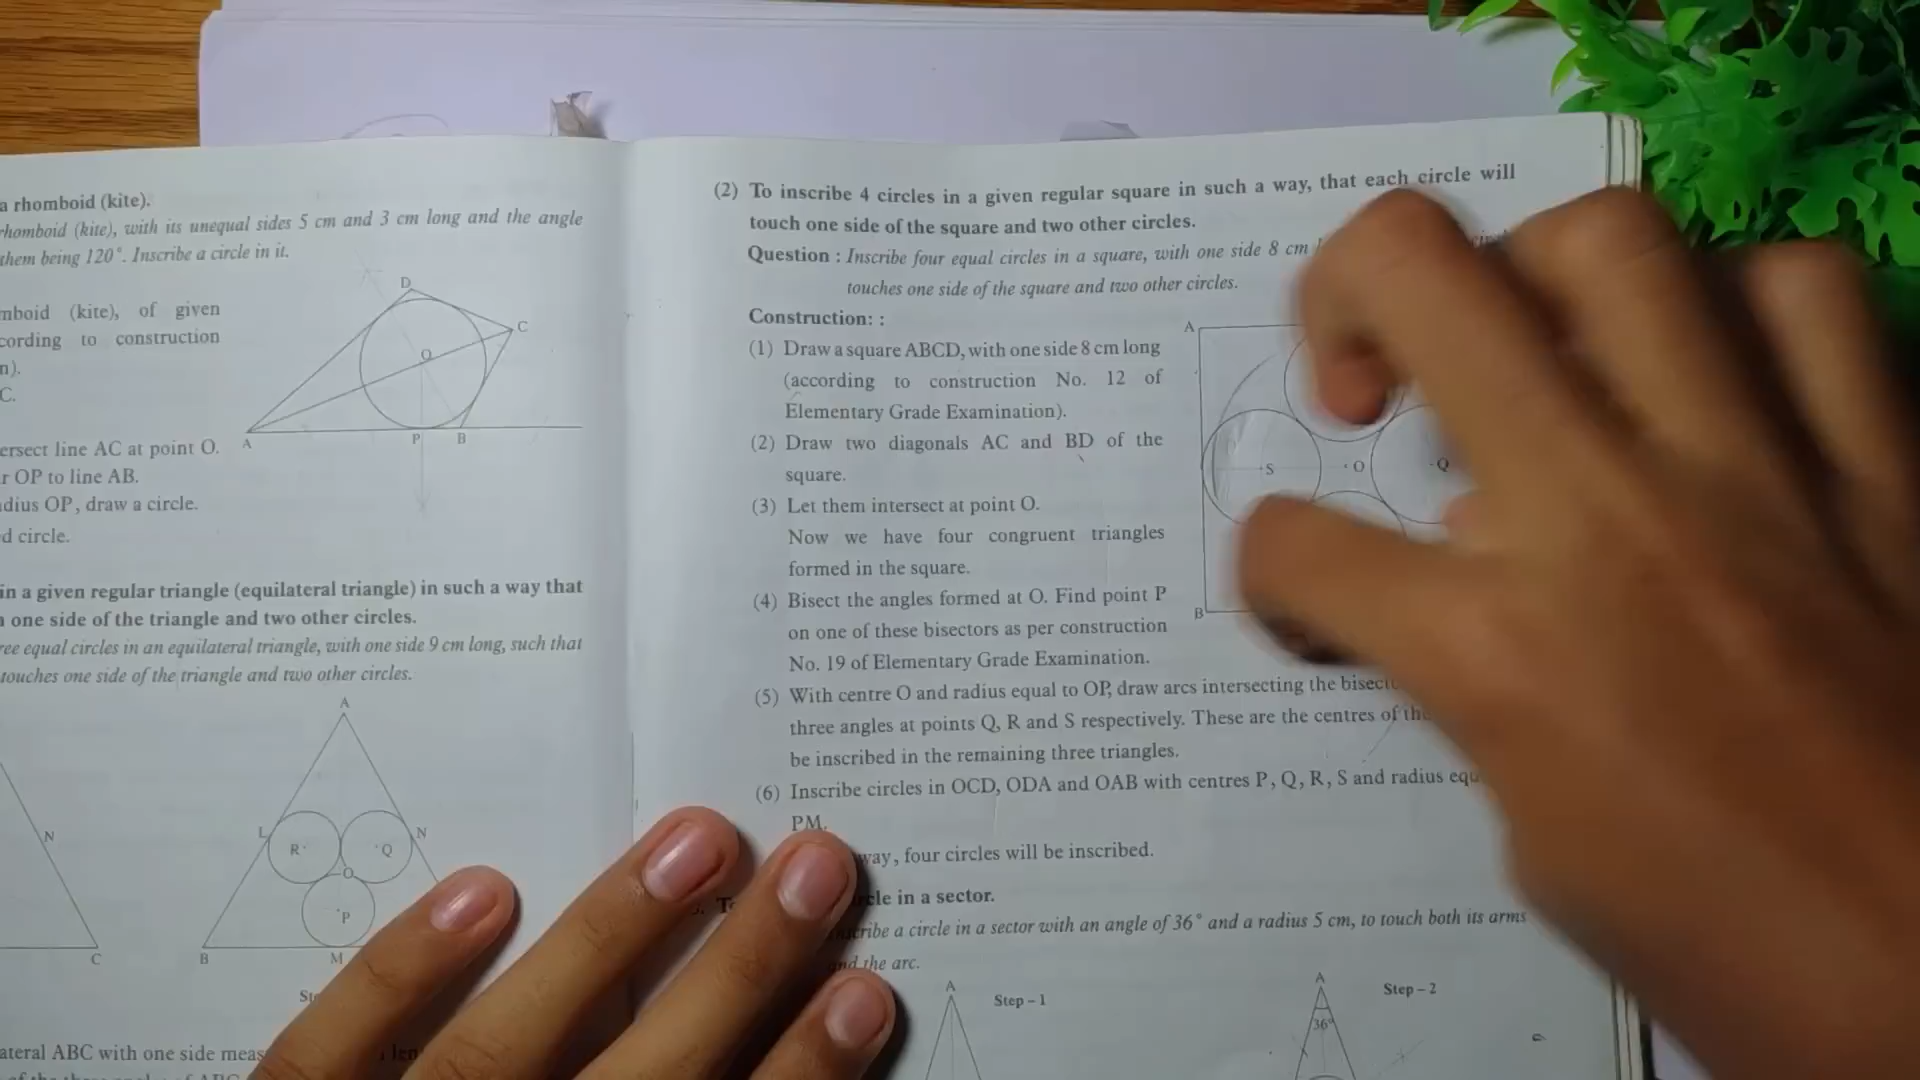 a rhomboid (kite).
rhomboid (kite), with its unequal sides 5 cm and 3 cm long and the angle
them being 120°. Inscribe a circle in it.
mboid (kite), of given
cording to construction
n).
C.
ersect line AC at point O.
r OP to line AB.
dius OP, draw a circle.
d circle.
D
C
O
A
P
B
in a given regular triangle (equilateral triangle) in such a way that
one side of the triangle and two other circles.
ree equal circles in an equilateral triangle, with one side 9 cm long, such that
touches one side of the triangle and two other circles.
N
C
A
L
N
R
Q
O
P
B
M
St
ateral ABC with one side meas
(2) To inscribe 4 circles in a given regular square in such a way, that each circle will
touch one side of the square and two other circles.
Question : Inscribe four equal circles in a square, with one side 8 cm
touches one side of the square and two other circles.
Construction: :
(1) Draw a square ABCD, with one side 8 cm long
(according to construction No. 12 of
Elementary Grade Examination).
(2) Draw two diagonals AC and BD of the
square.
(3) Let them intersect at point O.
Now we have four congruent triangles
formed in the square.
(4) Bisect the angles formed at O. Find point P
on one of these bisectors as per construction
No. 19 of Elementary Grade Examination.
(5) With centre O and radius equal to OP, draw arcs intersecting the bisect
three angles at points Q, R and S respectively. These are the centres of
be inscribed in the remaining three triangles.
(6) Inscribe circles in OCD, ODA and OAB with centres P, Q, R, S and radius equ
PM.
way, four circles will be inscribed.
A
S
O
Q
B
cle in a sector.
cribe a circle in a sector with an angle of 36° and a radius 5 cm, to touch both its arms
and the arc.
A
Step – 1
A
36°
Step – 2